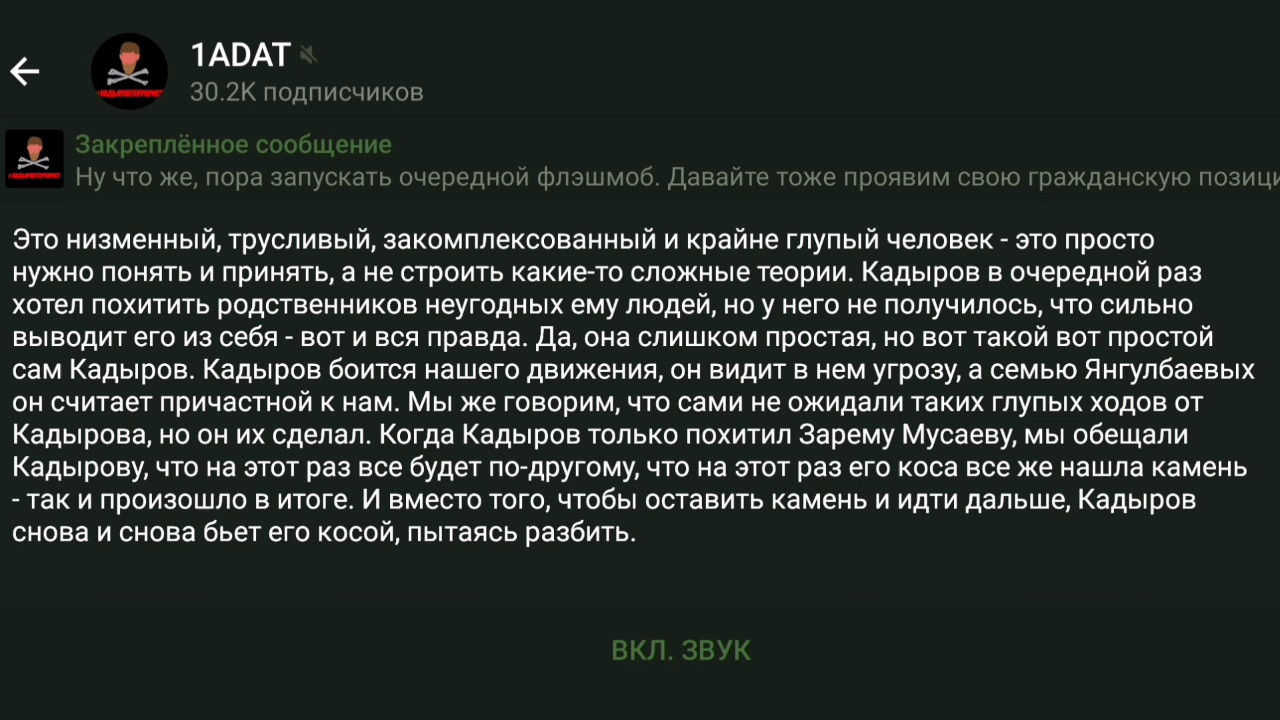 1ADAT
30.2K подписчиков
Закреплённое сообщение
Ну что же, пора запускать очередной флэшмоб. Давайте тоже проявим свою гражданскую позици
Это низменный, трусливый, закомплексованный и крайне глупый человек - это просто
нужно понять и принять, а не строить какие-то сложные теории. Кадыров в очередной раз
хотел похитить родственников неугодных ему людей, но у него не получилось, что сильно
выводит его из себя - вот и вся правда. Да, она слишком простая, но вот такой вот простой
сам Кадыров. Кадыров боится нашего движения, он видит в нем угрозу, а семью Янгулбаевых
он считает причастной к нам. Мы же говорим, что сами не ожидали таких глупых ходов от
Кадырова, но он их сделал. Когда Кадыров только похитил Зарему Мусаеву, мы обещали
Кадырову, что на этот раз все будет по-другому, что на этот раз его коса все же нашла камень
- так и произошло в итоге. И вместо того, чтобы оставить камень и идти дальше, Кадыров
снова и снова бьет его косой, пытаясь разбить.
ВКЛ. ЗВУК